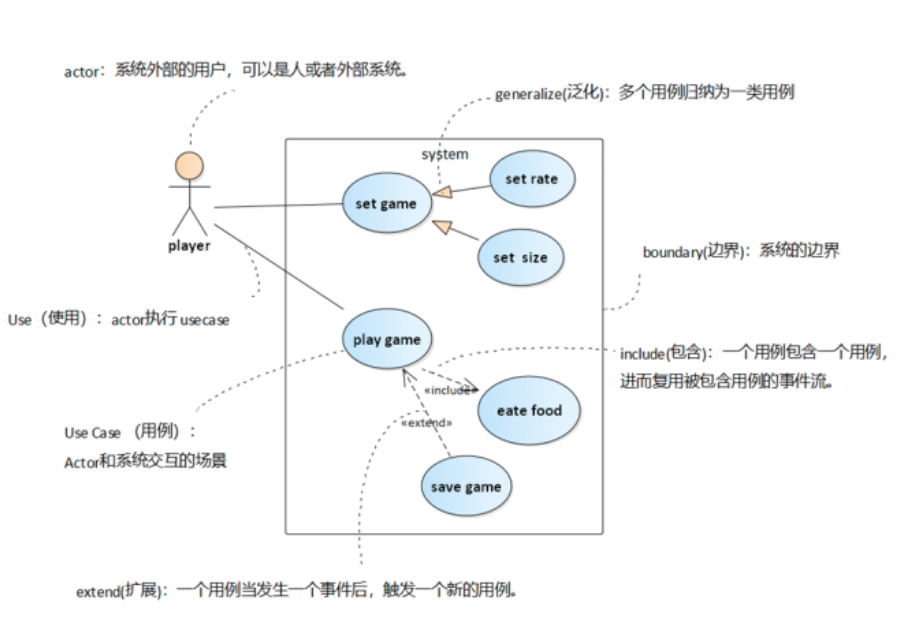 actor：系统外部的用户，可以是人或者外部系统。
generalize(泛化)：多个用例归纳为一类用例
system
set rate
set game
player
set size
boundary(边界)：系统的边界
Use（使用）：actor执行usecase
play game
include(包含)：一个用例包含一个用例，
进而复用被包含用例的事件流。
«include»
eate food
«extend»
Use Case （用例）：
Actor和系统交互的场景
save game
extend(扩展)：一个用例当发生一个事件后，触发一个新的用例。